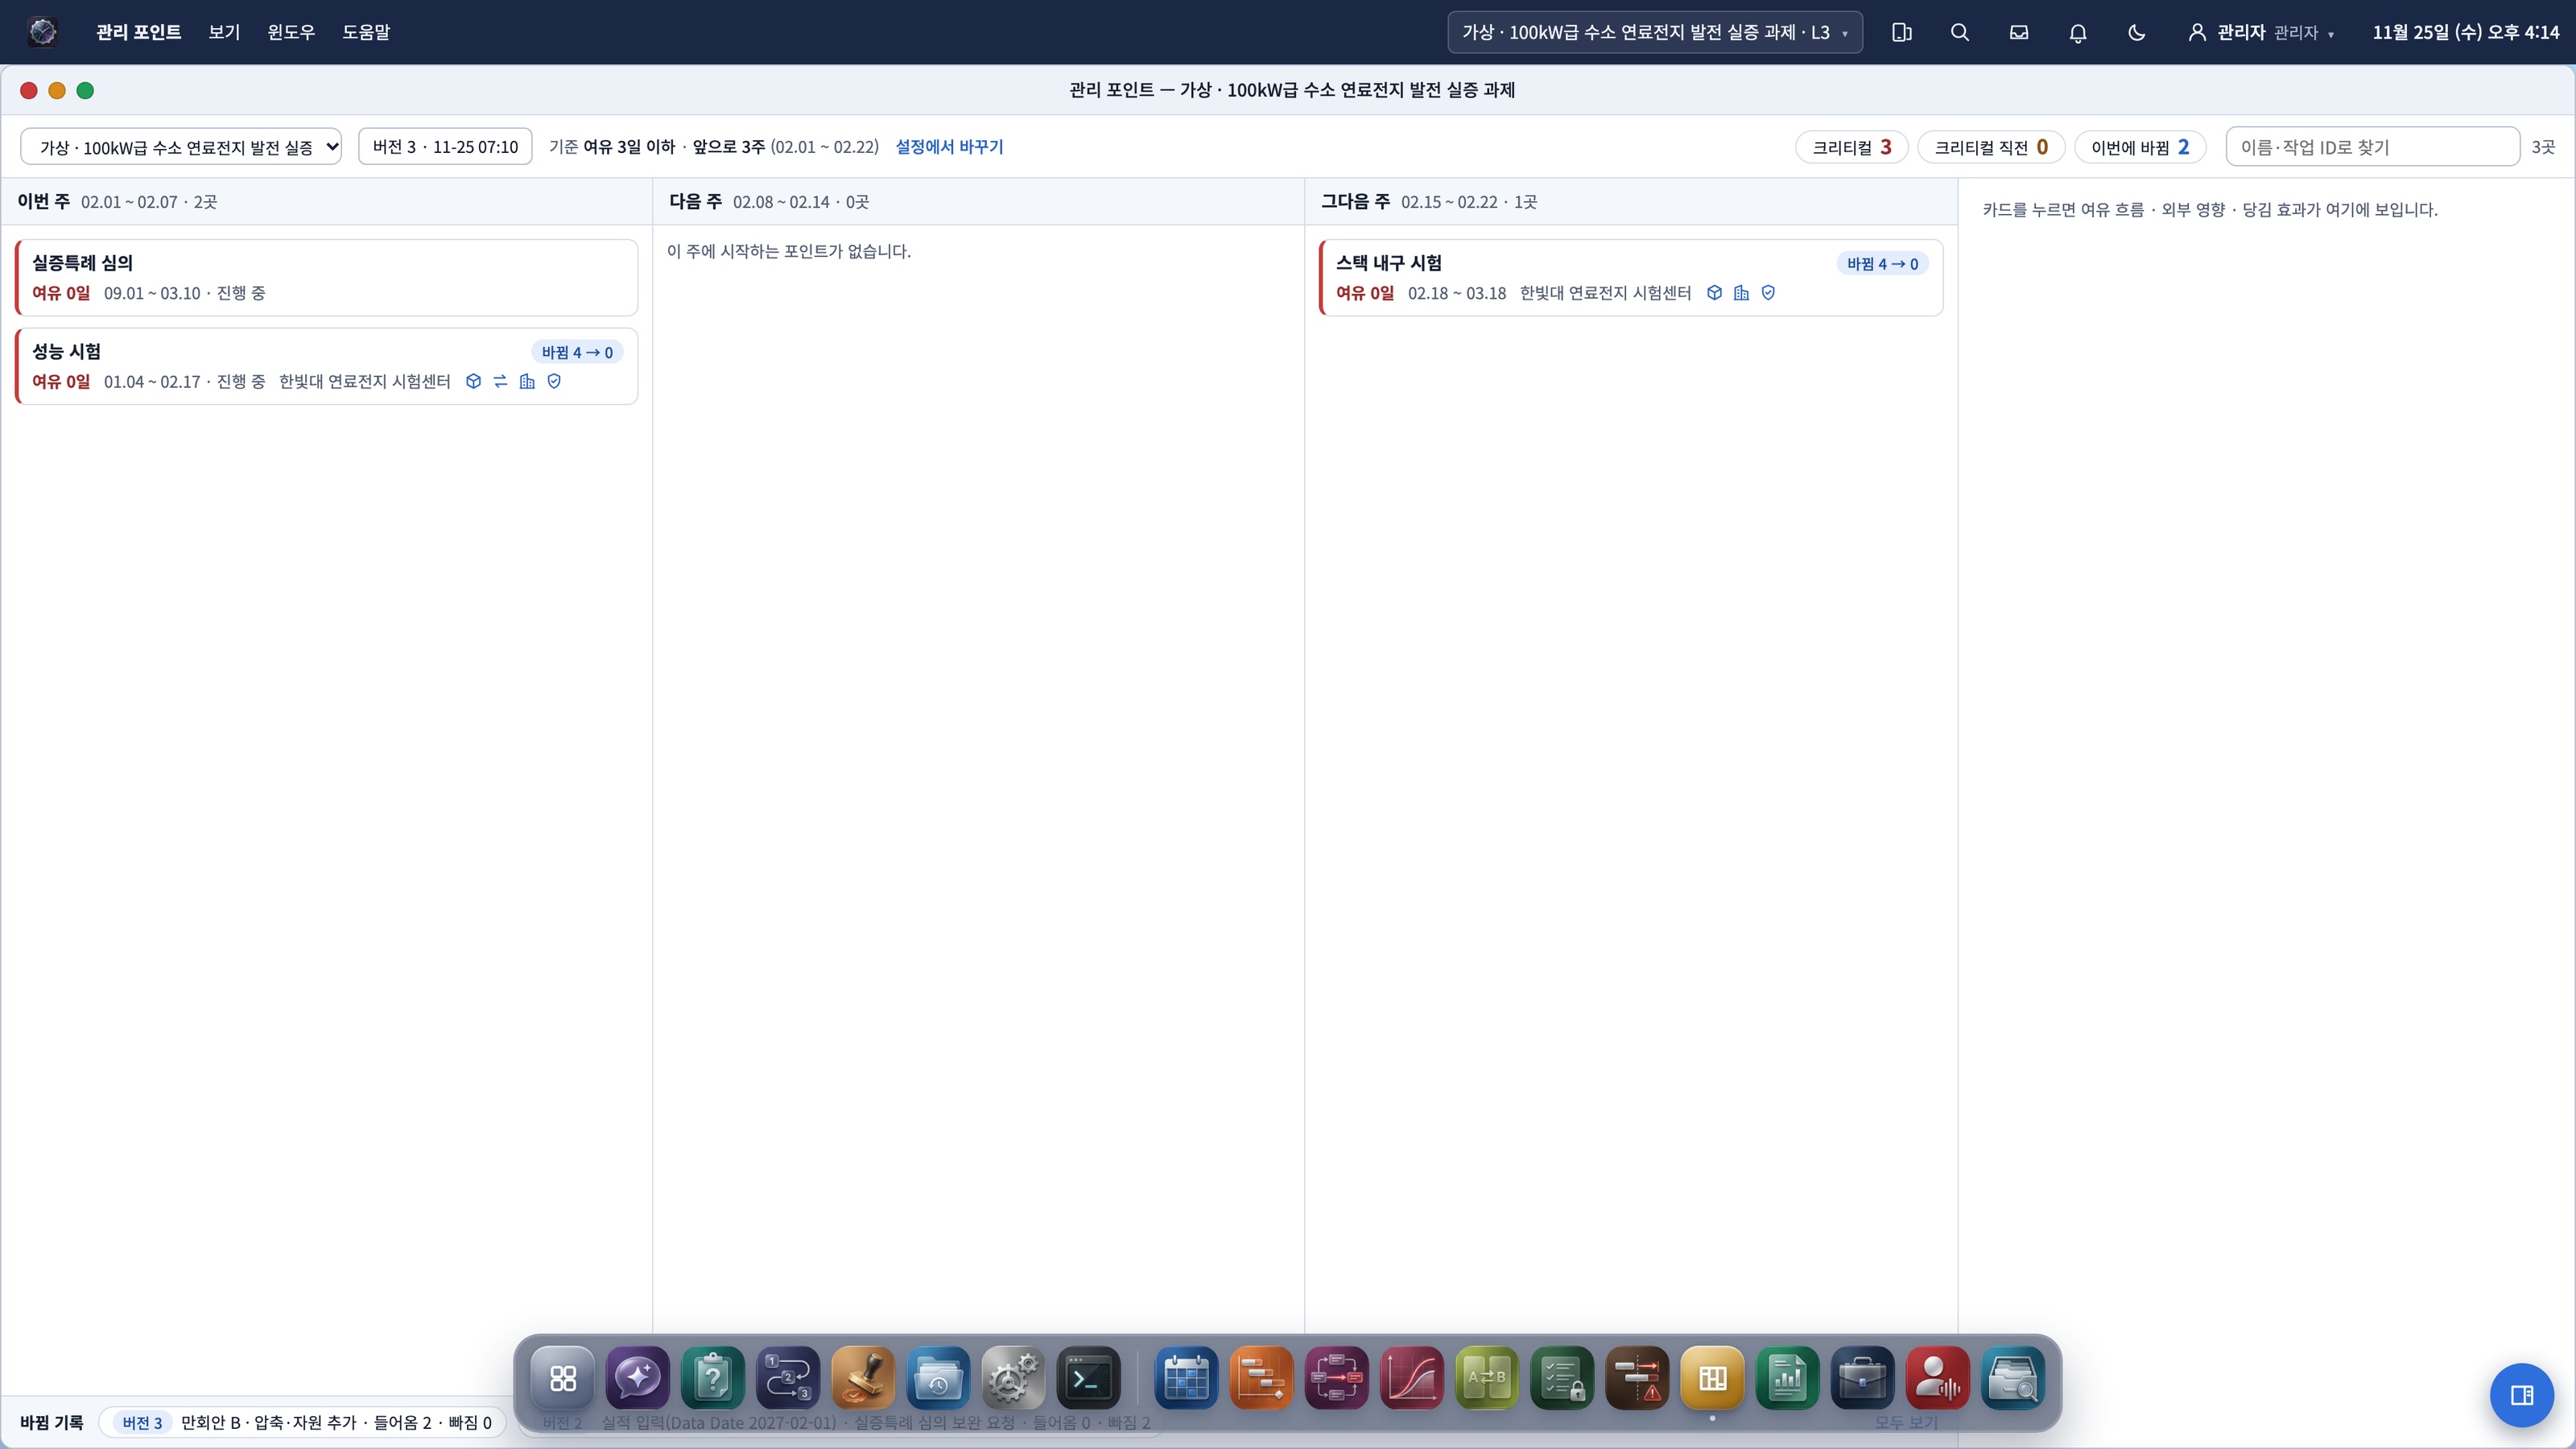 관리 포인트 보기 윈도우 도움말 가상 · 100kW급 수소 연료전지 발전 실증 과제 · L3 관리자 관리자 11월 25일 (수) 오후 4:14
관리 포인트 — 가상 · 100kW급 수소 연료전지 발전 실증 과제
가상 · 100kW급 수소 연료전지 발전 실증 버전 3 · 11-25 07:10 기준 여유 3일 이하 · 앞으로 3주 (02.01 ~ 02.22) 설정에서 바꾸기 크리티컬 3 크리티컬 직전 0 이번에 바뀜 2 이름·작업 ID로 찾기 3곳
이번 주 02.01 ~ 02.07 · 2곳
실증특례 심의
여유 0일 09.01 ~ 03.10 · 진행 중
성능 시험 바뀜 4 → 0
여유 0일 01.04 ~ 02.17 · 진행 중 한빛대 연료전지 시험센터
다음 주 02.08 ~ 02.14 · 0곳
이 주에 시작하는 포인트가 없습니다.
그다음 주 02.15 ~ 02.22 · 1곳
스택 내구 시험 바뀜 4 → 0
여유 0일 02.18 ~ 03.18 한빛대 연료전지 시험센터
카드를 누르면 여유 흐름 · 외부 영향 · 당김 효과가 여기에 보입니다.
1 2 3 A⇄B
바뀜 기록 버전 3 만회안 B · 압축·자원 추가 · 들어옴 2 · 빠짐 0 버전 2 실적 입력(Data Date 2027-02-01) · 실증특례 심의 보완 요청 · 들어옴 0 · 빠짐 2 모두 보기